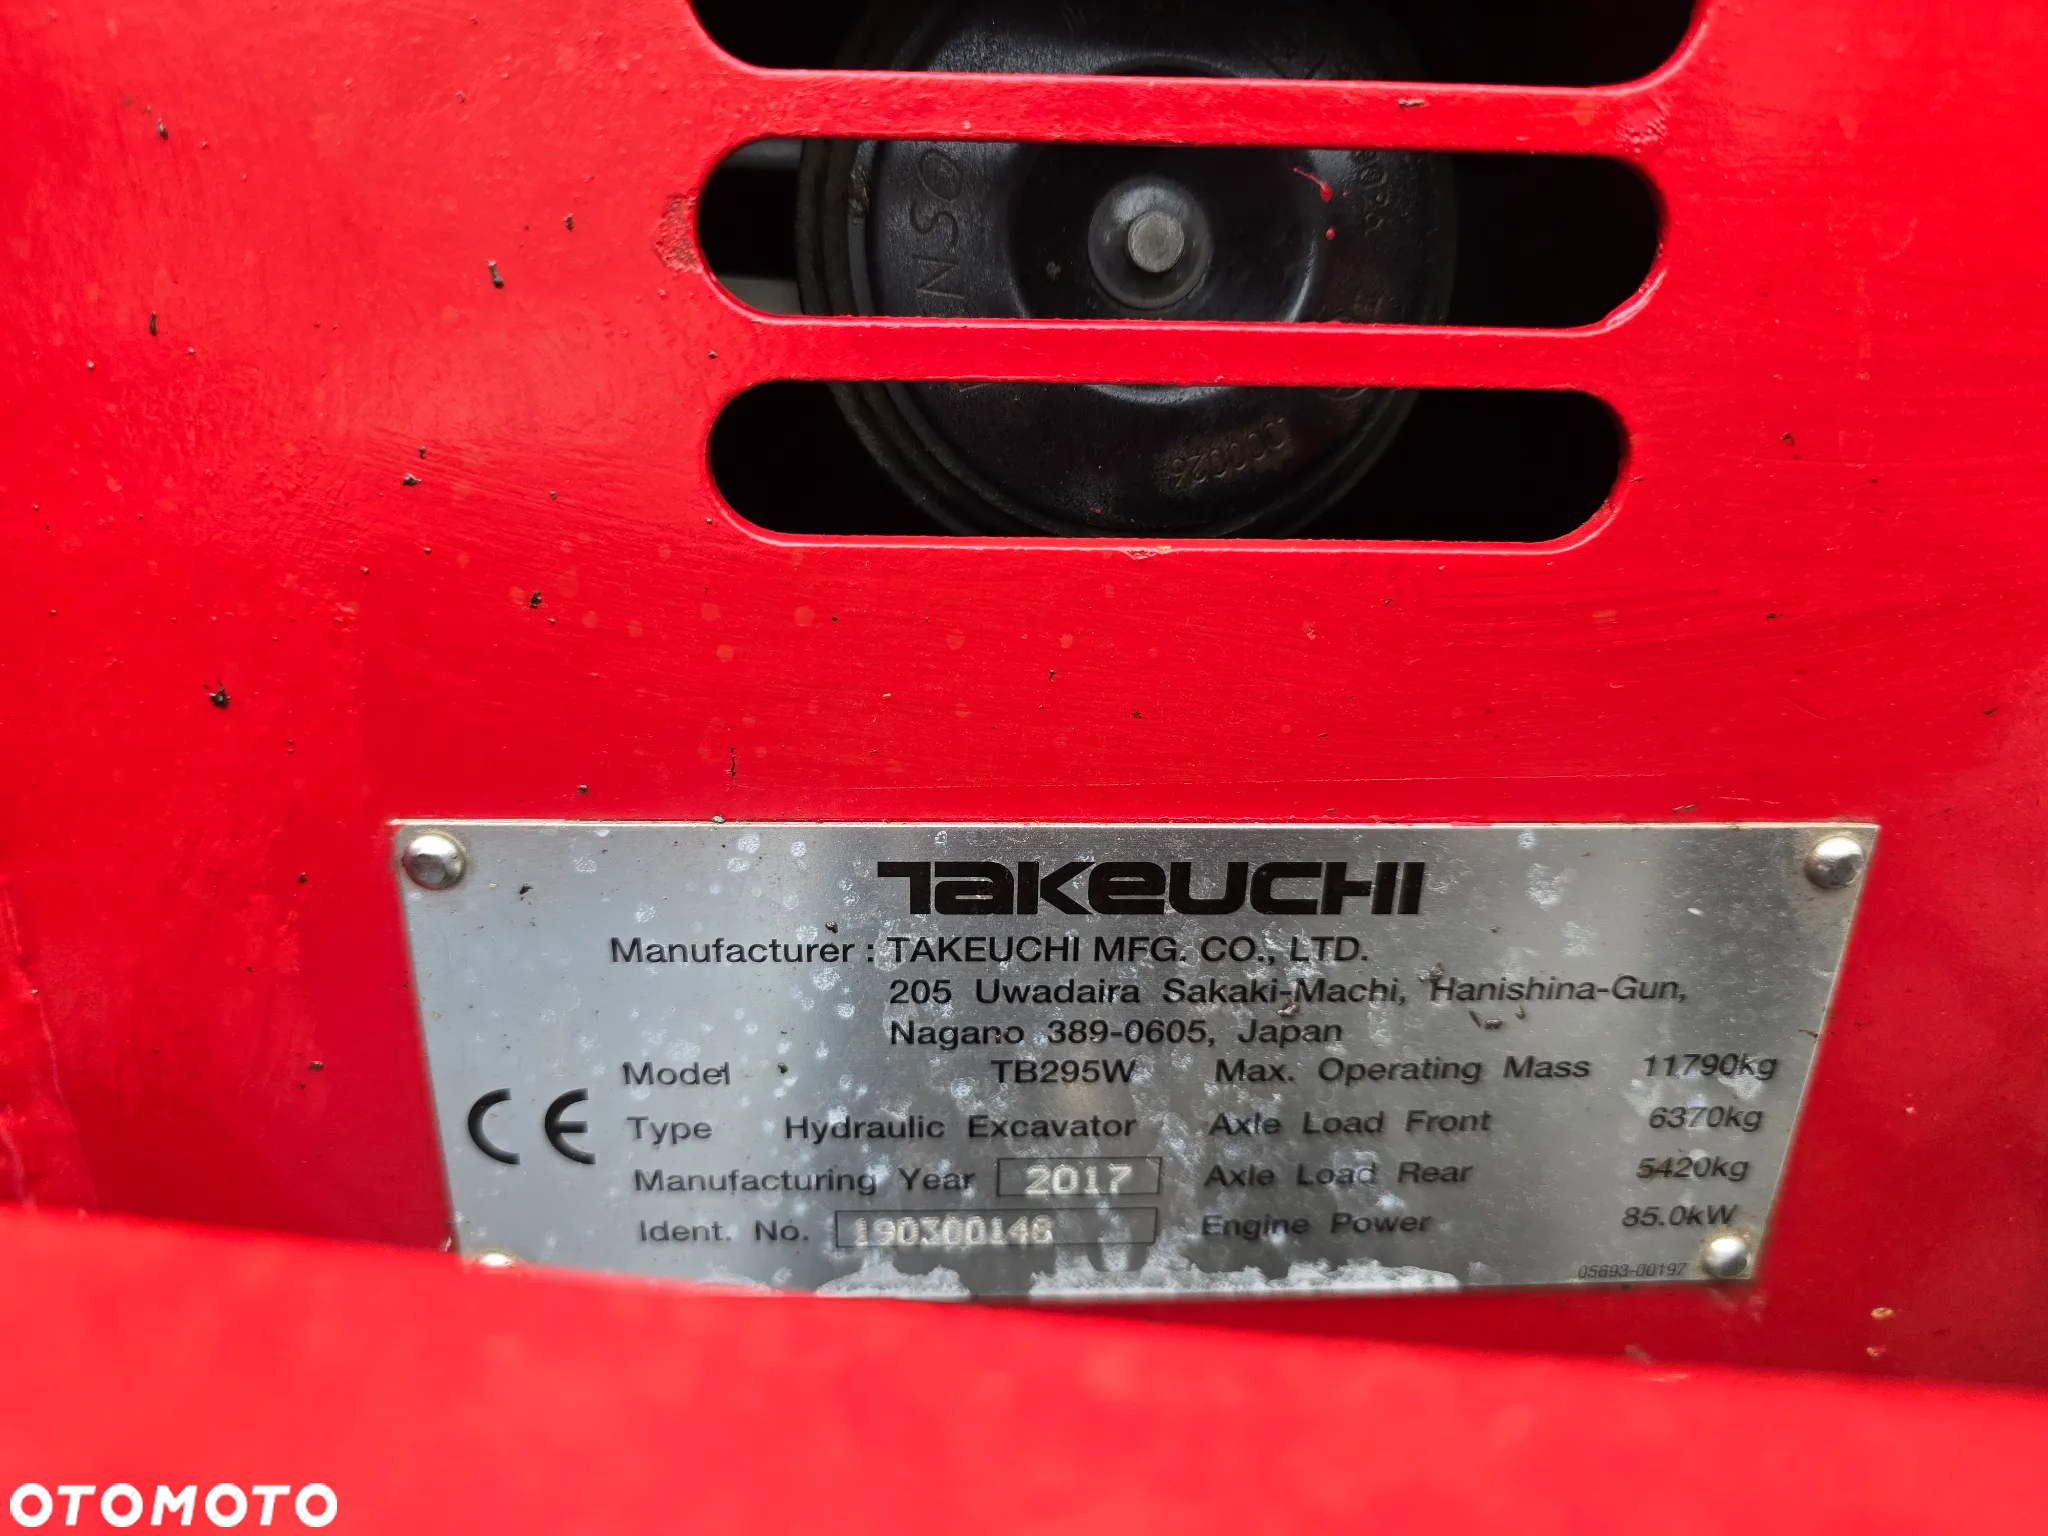 DENSO
000026
TAKEUCHI
Manufacturer : TAKEUCHI MFG. CO., LTD.
205 Uwadaira Sakaki-Machi, Hanishina-Gun,
Nagano 389-0605, Japan
Model TB295W Max. Operating Mass 11790kg
CE Type Hydraulic Excavator Axle Load Front 6370kg
Manufacturing Year 2017 Axle Load Rear 5420kg
Ident. No. 190300146 Engine Power 85.0kW
05693-00197
OTOMOTO